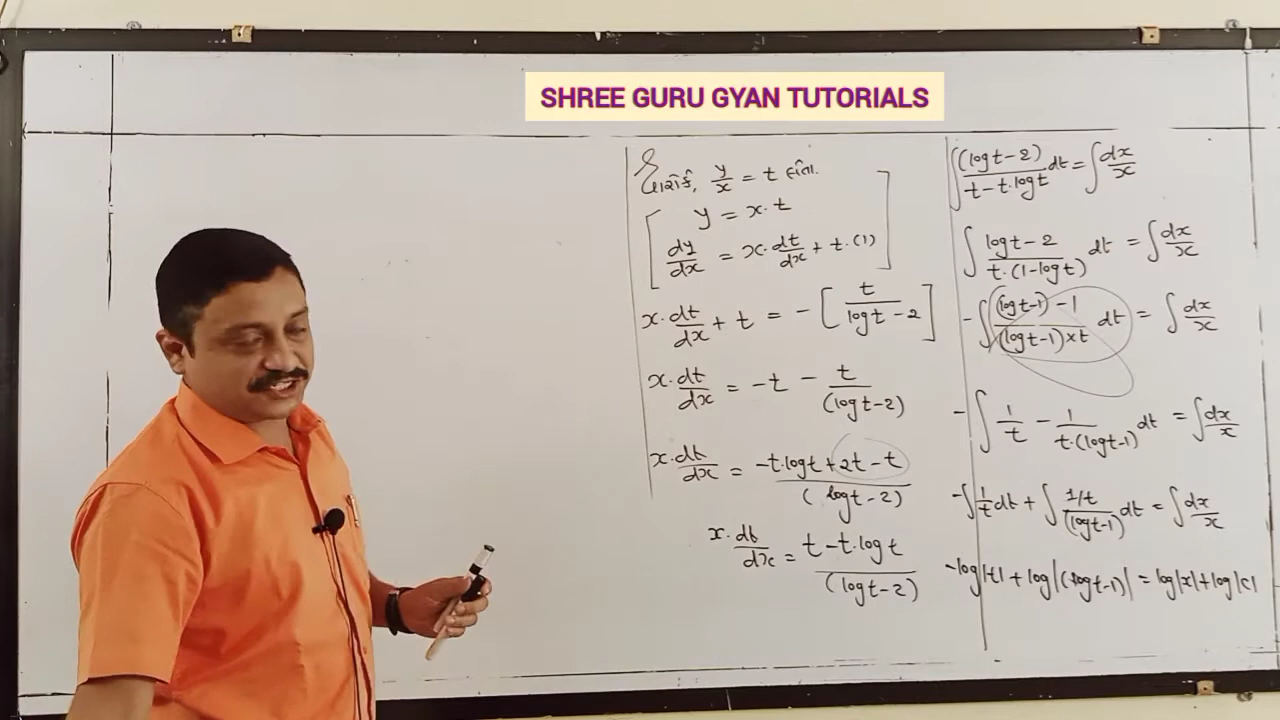 SHREE GURU GYAN TUTORIALS
ધારો કે, y/x = t લેતા.
y = x·t
dy/dx = x·dt/dx + t·(1)
x·dt/dx + t = - [t/(log t - 2)]
x·dt/dx = -t - t/(log t - 2)
x·dt/dx = (-t·log t + 2t - t)/(log t - 2)
x·dt/dx = (t - t·log t)/(log t - 2)
∫ (log t - 2)/(t - t·log t) dt = ∫ dx/x
∫ (log t - 2)/(t·(1 - log t)) dt = ∫ dx/x
-∫ ((log t - 1) - 1)/((log t - 1) × t) dt = ∫ dx/x
-∫ 1/t - 1/(t·(log t - 1)) dt = ∫ dx/x
-∫ 1/t dt + ∫ (1/t)/(log t - 1) dt = ∫ dx/x
-log|t| + log|(log t - 1)| = log|x| + log|c|